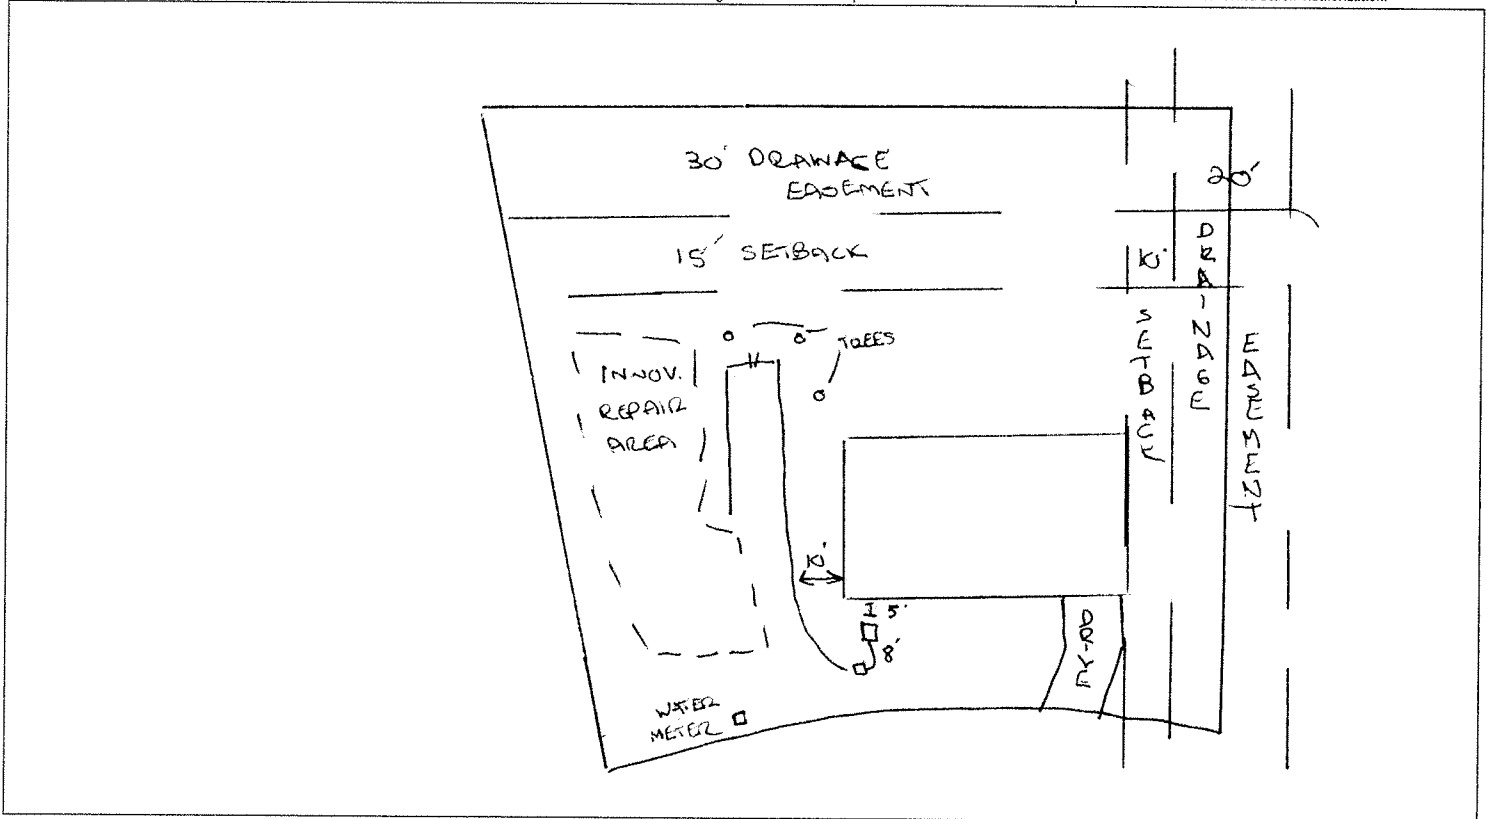 30' DRAINAGE
EASEMENT
20'
15' SETBACK
10'
DRAINAGE
SETBACK
EASEMENT
TREES
INNOV.
REPAIR
AREA
10'
5'
8'
DRIVE
WATER
METER